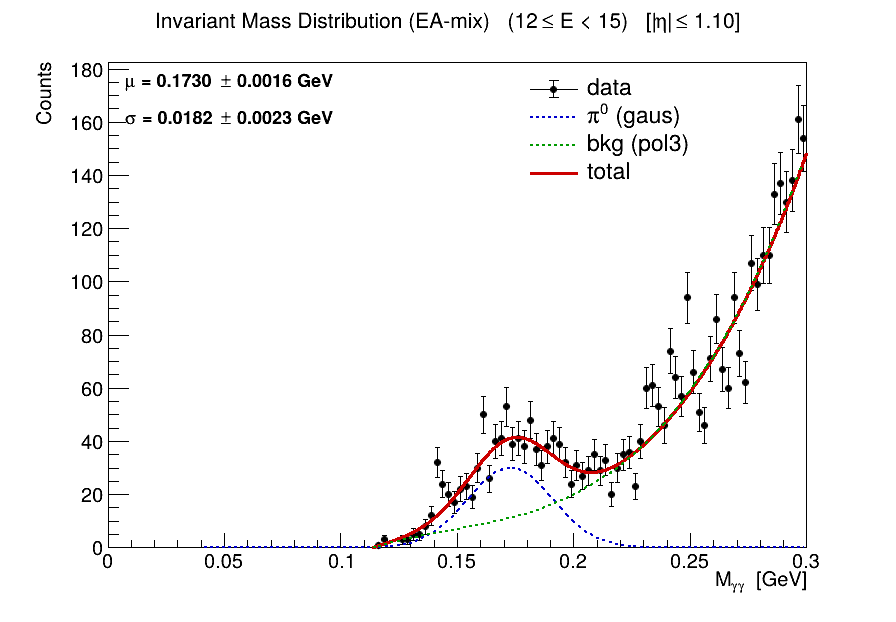 Invariant Mass Distribution (EA-mix) (12 ≤ E < 15) [|η| ≤ 1.10]
Counts
μ = 0.1730 ± 0.0016 GeV
σ = 0.0182 ± 0.0023 GeV
data
π⁰ (gaus)
bkg (pol3)
total
180
160
140
120
100
80
60
40
20
0
0 0.05 0.1 0.15 0.2 0.25 0.3
Mγγ [GeV]